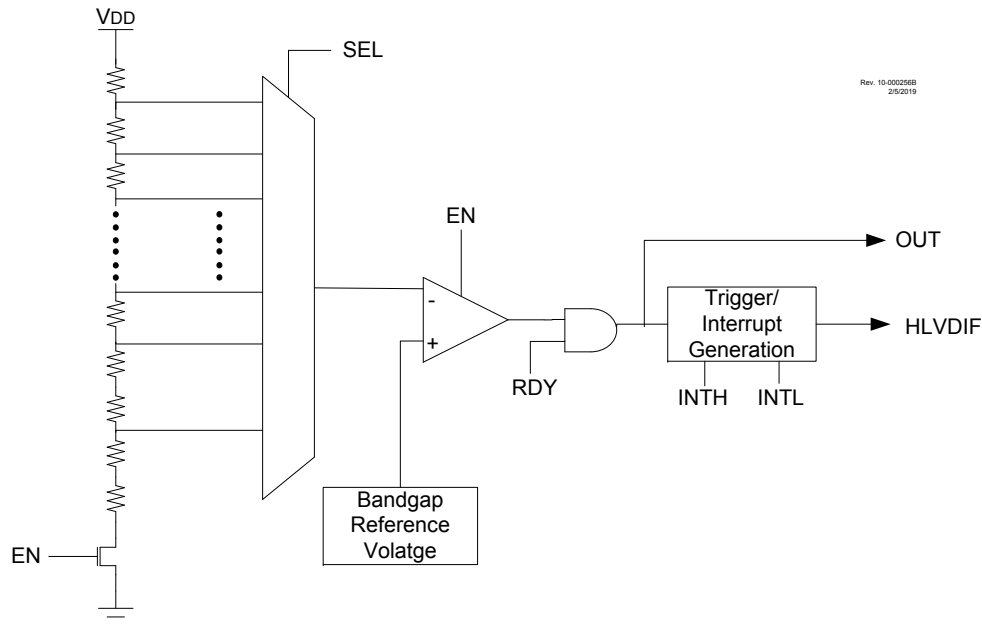 VDD
SEL
Rev. 10-000256B
2/5/2019
EN
OUT
-
+
Trigger/
Interrupt
Generation
HLVDIF
RDY
INTH
INTL
Bandgap
Reference
Volatge
EN